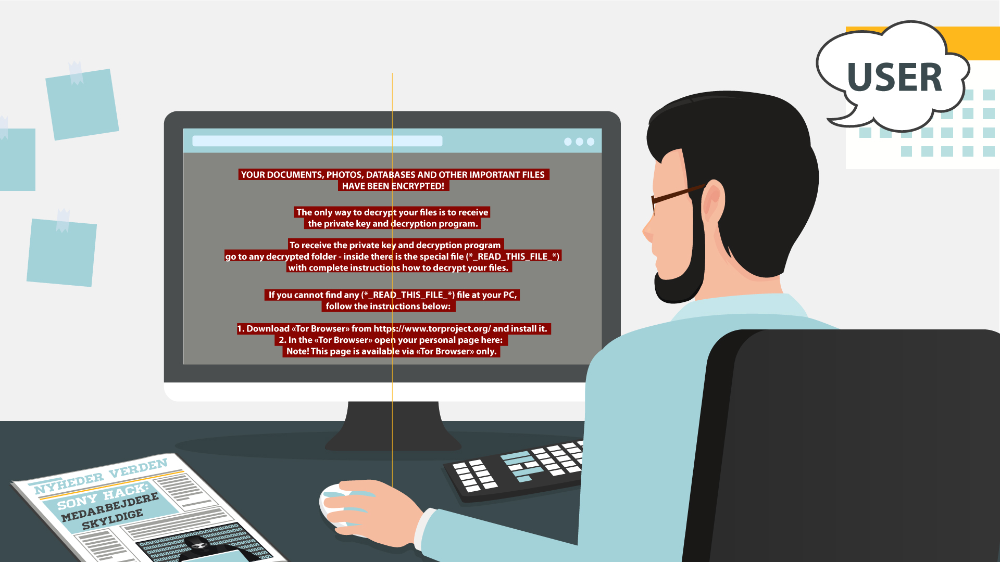 USER
YOUR DOCUMENTS, PHOTOS, DATABASES AND OTHER IMPORTANT FILES
HAVE BEEN ENCRYPTED!
The only way to decrypt your files is to receive
the private key and decryption program.
To receive the private key and decryption program
go to any decrypted folder - inside there is the special file (*_READ_THIS_FILE_*)
with complete instructions how to decrypt your files.
If you cannot find any (*_READ_THIS_FILE_*) file at your PC,
follow the instructions below:
1. Download «Tor Browser» from https://www.torproject.org/ and install it.
2. In the «Tor Browser» open your personal page here:
Note! This page is available via «Tor Browser» only.
NYHEDER VERDEN
SONY HACK:
MEDARBEJDERE
SKYLDIGE